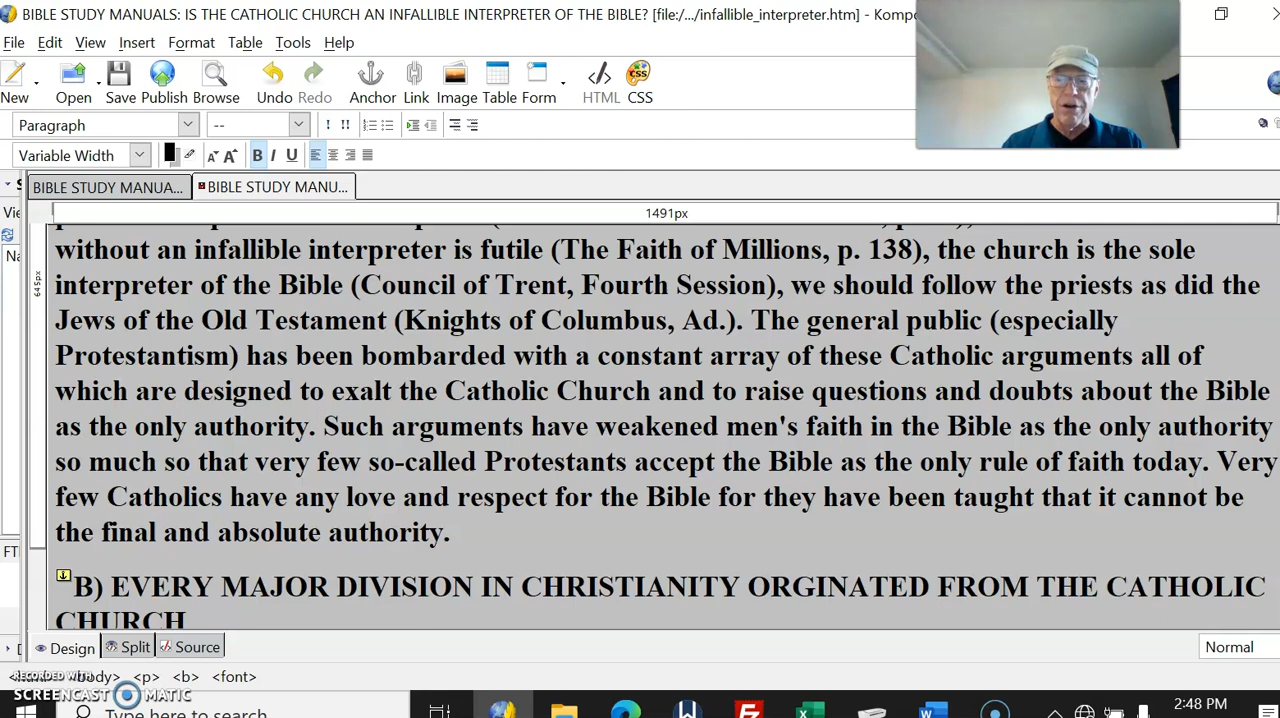 BIBLE STUDY MANUALS: IS THE CATHOLIC CHURCH AN INFALLIBLE INTERPRETER OF THE BIBLE? [file:/.../infallible_interpreter.htm] - Kompo
File Edit View Insert Format Table Tools Help
New Open Save Publish Browse Undo Redo Anchor Link Image Table Form HTML CSS
Paragraph --
Variable Width B I U
BIBLE STUDY MANUA... BIBLE STUDY MANU...
1491px
645px
without an infallible interpreter is futile (The Faith of Millions, p. 138), the church is the sole
interpreter of the Bible (Council of Trent, Fourth Session), we should follow the priests as did the
Jews of the Old Testament (Knights of Columbus, Ad.). The general public (especially
Protestantism) has been bombarded with a constant array of these Catholic arguments all of
which are designed to exalt the Catholic Church and to raise questions and doubts about the Bible
as the only authority. Such arguments have weakened men's faith in the Bible as the only authority
so much so that very few so-called Protestants accept the Bible as the only rule of faith today. Very
few Catholics have any love and respect for the Bible for they have been taught that it cannot be
the final and absolute authority.
B) EVERY MAJOR DIVISION IN CHRISTIANITY ORGINATED FROM THE CATHOLIC
CHURCH
Design Split Source Normal
<p> <b> <font>
RECORDED WITH
SCREENCAST MATIC
Type here to search 2:48 PM